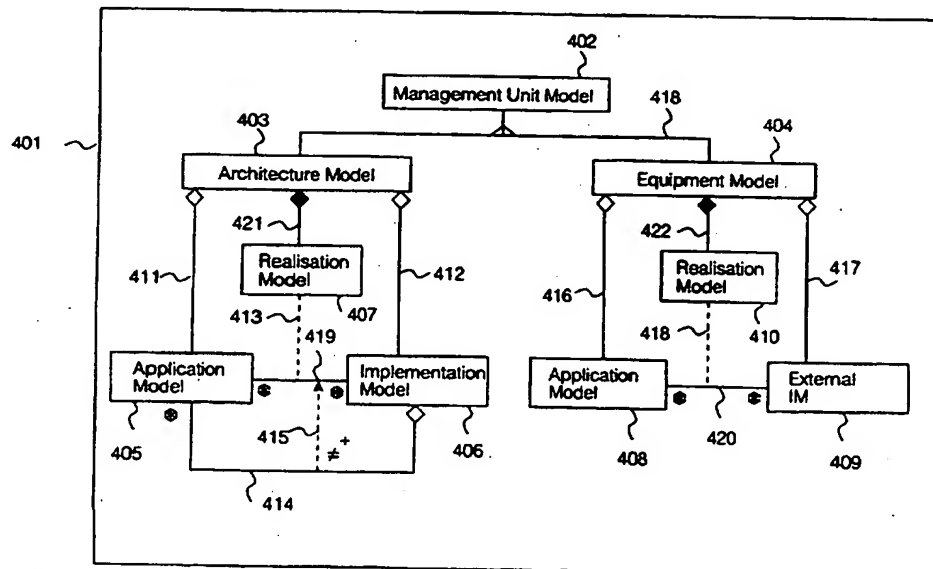 402
Management Unit Model
418
403
404
401
Architecture Model
Equipment Model
421
422
Realisation
Model
Realisation
Model
411
412
416
417
407
410
413
418
419
Application
Model
Implementation
Model
Application
Model
External
IM
415
≠+
405
406
408
420
409
414